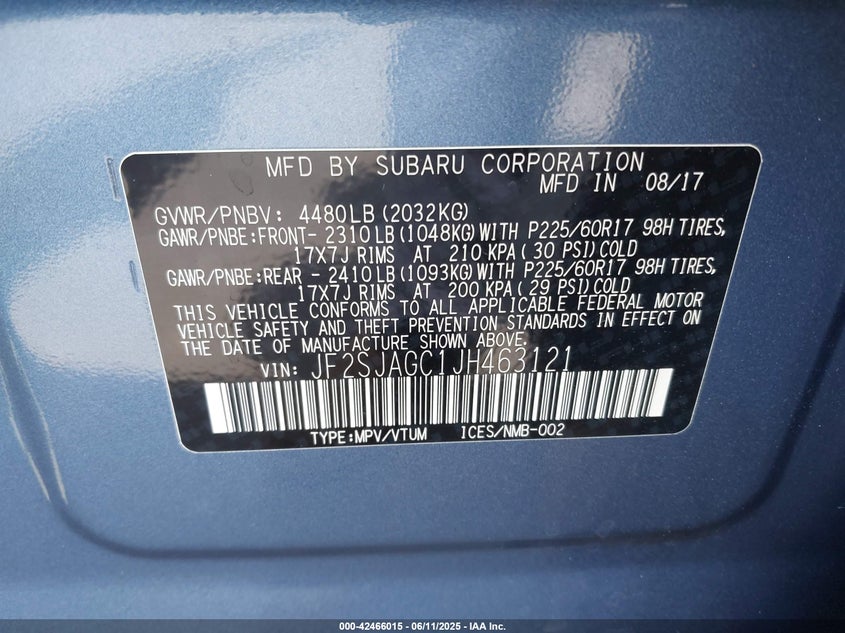 MFD BY SUBARU CORPORATION
MFD IN 08/17
GVWR/PNBV: 4480LB (2032KG)
GAWR/PNBE:FRONT- 2310 LB (1048KG) WITH P225/60R17 98H TIRES,
17X7J RIMS AT 210 KPA ( 30 PSI) COLD
GAWR/PNBE:REAR - 2410 LB (1093KG) WITH P225/60R17 98H TIRES,
17X7J RIMS AT 200 KPA ( 29 PSI) COLD
THIS VEHICLE CONFORMS TO ALL APPLICABLE FEDERAL MOTOR
VEHICLE SAFETY AND THEFT PREVENTION STANDARDS IN EFFECT ON
THE DATE OF MANUFACTURE SHOWN ABOVE.
VIN: JF2SJAGC1JH463121
TYPE:MPV/VTUM ICES/NMB-002
000-42466015 - 06/11/2025 - IAA Inc.